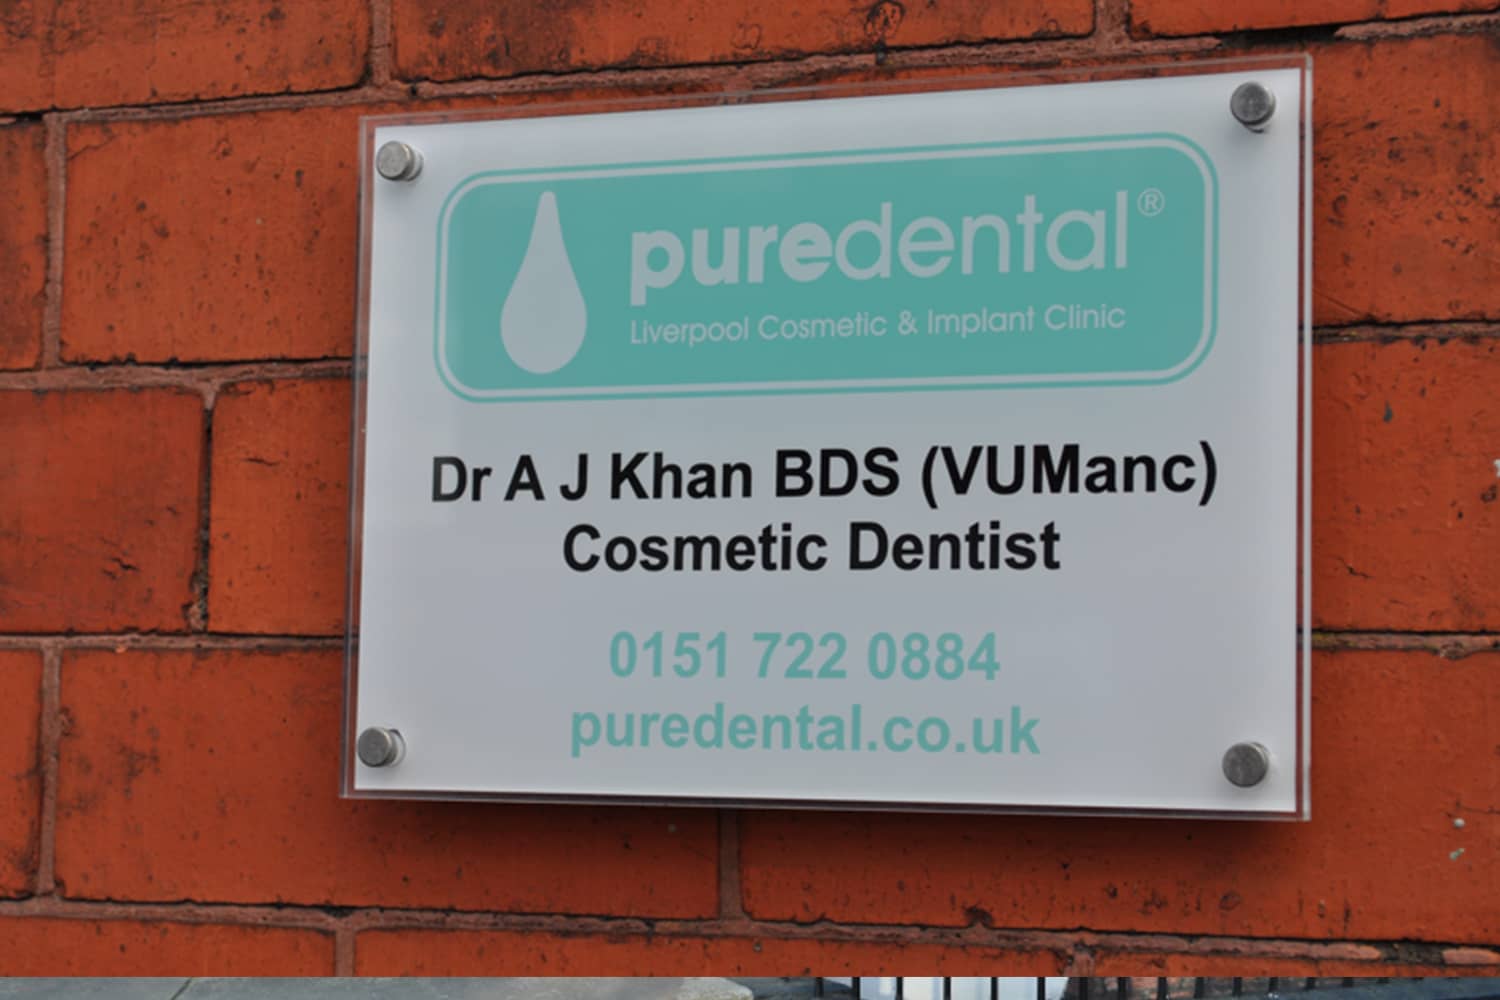 puredental®
Liverpool Cosmetic & Implant Clinic
Dr A J Khan BDS (VUManc)
Cosmetic Dentist
0151 722 0884
puredental.co.uk